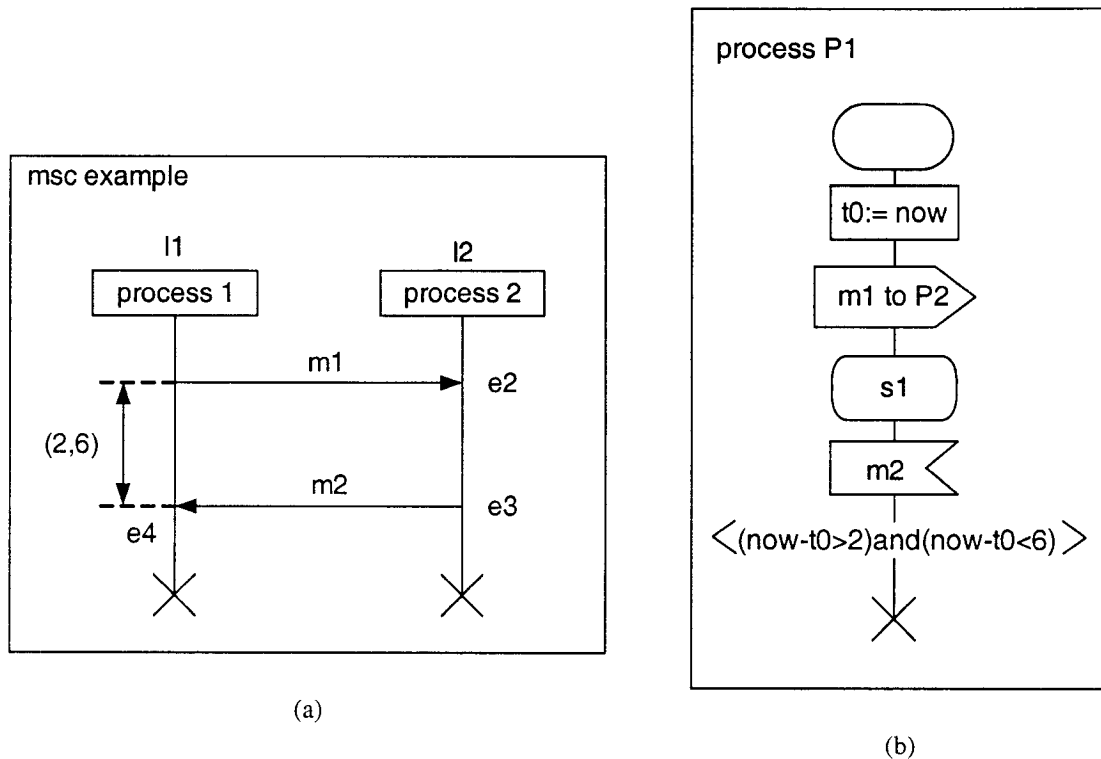 msc example
I1
I2
process 1
process 2
m1
e2
(2,6)
m2
e4
e3
(a)
process P1
t0:= now
m1 to P2
s1
m2
(now-t0>2)and(now-t0<6)
(b)